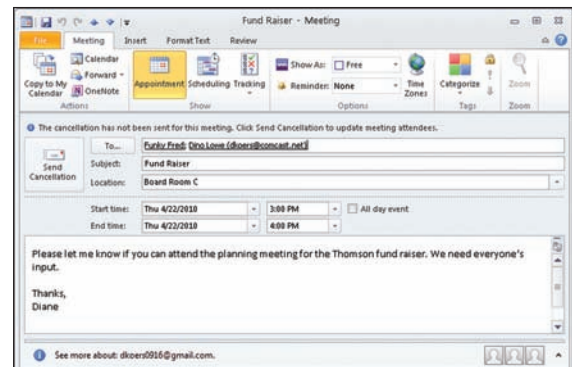 Fund Raiser - Meeting
File Meeting Insert Format Text Review
Copy to My Calendar
Calendar
Forward
OneNote
Actions
Appointment Scheduling Tracking
Show
Show As: Free
Reminder: None
Time Zones
Options
Categorize
Tags
Zoom
Zoom
The cancellation has not been sent for this meeting. Click Send Cancellation to update meeting attendees.
Send Cancellation
To... Funky Fred; Dino Lowe (dkoers@comcast.net)
Subject: Fund Raiser
Location: Board Room C
Start time: Thu 4/22/2010 3:00 PM All day event
End time: Thu 4/22/2010 4:00 PM
Please let me know if you can attend the planning meeting for the Thomson fund raiser. We need everyone's
input.
Thanks,
Diane
See more about: dkoers0916@gmail.com.